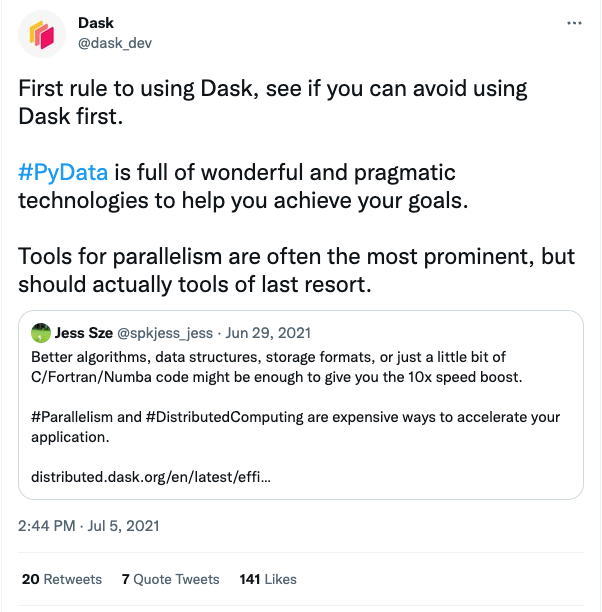 Dask
@dask_dev
First rule to using Dask, see if you can avoid using
Dask first.
#PyData is full of wonderful and pragmatic
technologies to help you achieve your goals.
Tools for parallelism are often the most prominent, but
should actually tools of last resort.
Jess Sze @spkjess_jess · Jun 29, 2021
Better algorithms, data structures, storage formats, or just a little bit of
C/Fortran/Numba code might be enough to give you the 10x speed boost.
#Parallelism and #DistributedComputing are expensive ways to accelerate your
application.
distributed.dask.org/en/latest/effi...
2:44 PM · Jul 5, 2021
20 Retweets 7 Quote Tweets 141 Likes